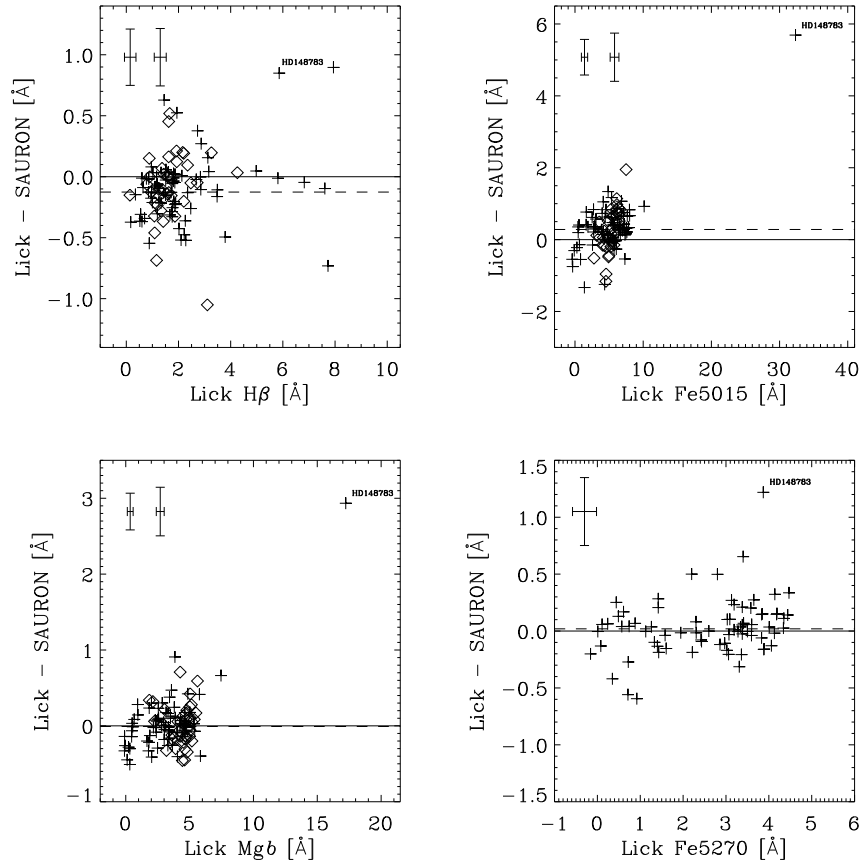 1.0
0.5
0.0
−0.5
−1.0
Lick − SAURON [Å]
HD148783
0 2 4 6 8 10
Lick Hβ [Å]
6
4
2
0
−2
Lick − SAURON [Å]
HD148783
0 10 20 30 40
Lick Fe5015 [Å]
3
2
1
0
−1
Lick − SAURON [Å]
HD148783
0 5 10 15 20
Lick Mgb [Å]
1.5
1.0
0.5
0.0
−0.5
−1.0
−1.5
Lick − SAURON [Å]
HD148783
−1 0 1 2 3 4 5 6
Lick Fe5270 [Å]